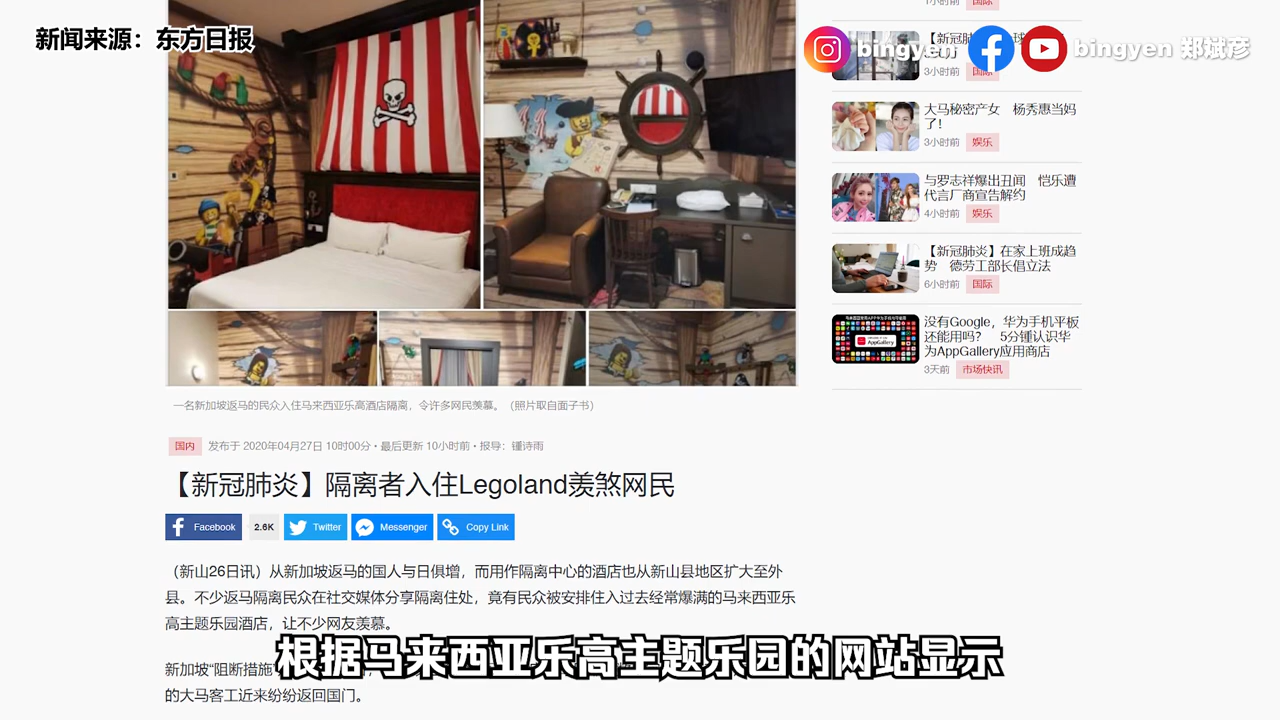 新闻来源：东方日报
bingyen
bingyen 郑斌彦
国际
3小时前 国际
大马秘密产女 杨秀惠当妈
了！
3小时前 娱乐
与罗志祥爆出丑闻 恺乐遭
代言厂商宣告解约
4小时前 娱乐
【新冠肺炎】在家上班成趋
势 德劳工部长倡立法
6小时前 国际
没有Google，华为手机平板
还能用吗？ 5分锺认识华
为AppGallery应用商店
3天前 市场快讯
一名新加坡返马的民众入住马来西亚乐高酒店隔离，令许多网民羡慕。（照片取自面子书）
国内 发布于 2020年04月27日 10时00分 • 最后更新 10小时前 • 报导：锺诗雨
【新冠肺炎】隔离者入住Legoland羡煞网民
Facebook 2.6K Twitter Messenger Copy Link
（新山26日讯）从新加坡返马的国人与日俱增，而用作隔离中心的酒店也从新山县地区扩大至外
县。不少返马隔离民众在社交媒体分享隔离住处，竟有民众被安排住入过去经常爆满的马来西亚乐
高主题乐园酒店，让不少网友羡慕。
根据马来西亚乐高主题乐园的网站显示
新加坡“阻断措施”
的大马客工近来纷纷返回国门。